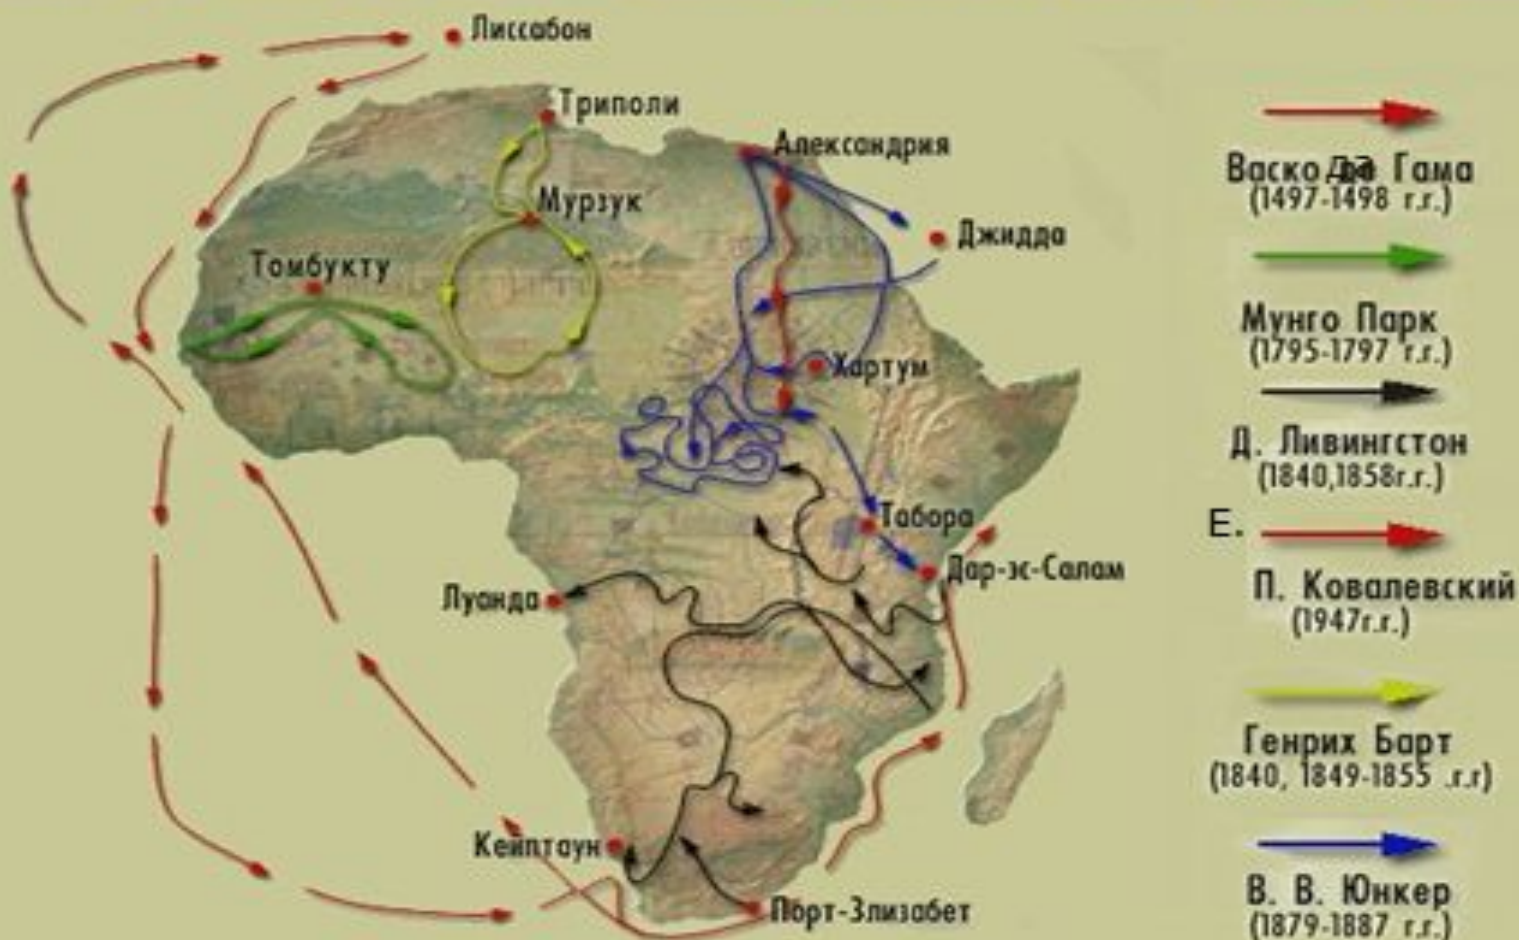 Лиссабон
Триполи
Александрия
Мурзук
Джидда
Томбукту
Хартум
Табора
Дар-эс-Салам
Луанда
Кейптаун
Порт-Элизабет
Васко да Гама
(1497-1498 г.г.)
Мунго Парк
(1795-1797 г.г.)
Д. Ливингстон
(1840,1858г.г.)
Е.
П. Ковалевский
(1947г.г.)
Генрих Барт
(1840, 1849-1855 .г.г)
В. В. Юнкер
(1879-1887 г.г.)